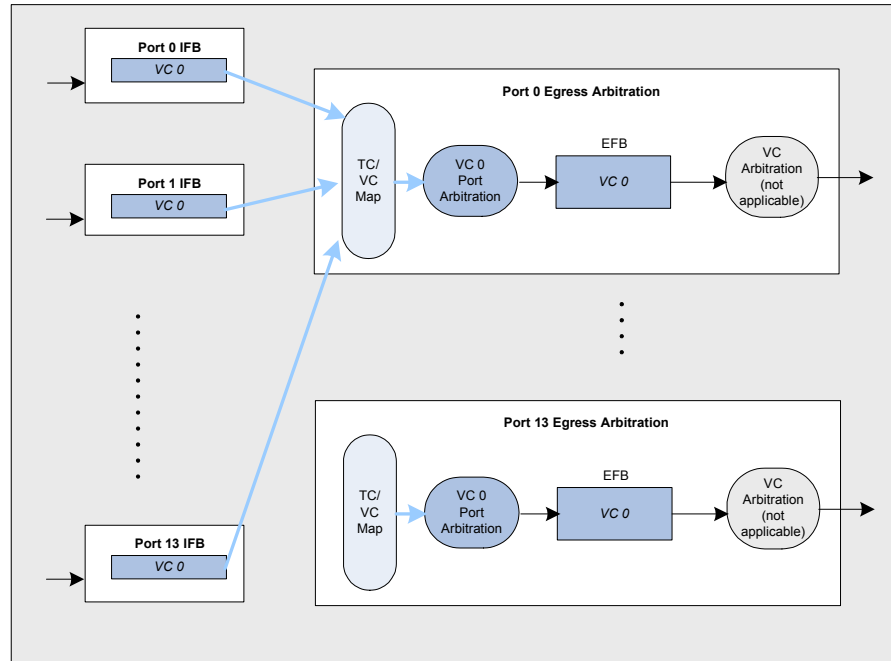 Port 0 IFB
VC 0
Port 1 IFB
VC 0
Port 13 IFB
VC 0
Port 0 Egress Arbitration
TC/
VC
Map
VC 0
Port
Arbitration
EFB
VC 0
VC
Arbitration
(not
applicable)
Port 13 Egress Arbitration
TC/
VC
Map
VC 0
Port
Arbitration
EFB
VC 0
VC
Arbitration
(not
applicable)